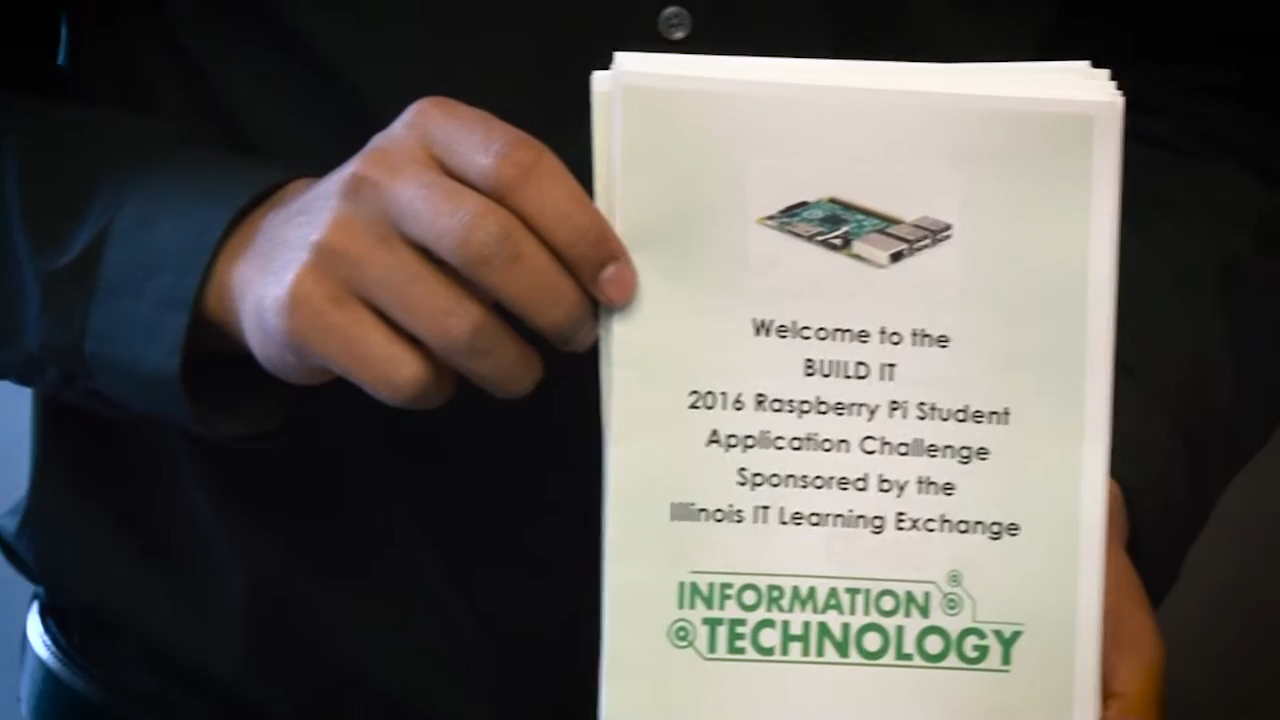 Welcome to the
BUILD IT
2016 Raspberry Pi Student
Application Challenge
Sponsored by the
Illinois IT Learning Exchange
INFORMATION
TECHNOLOGY